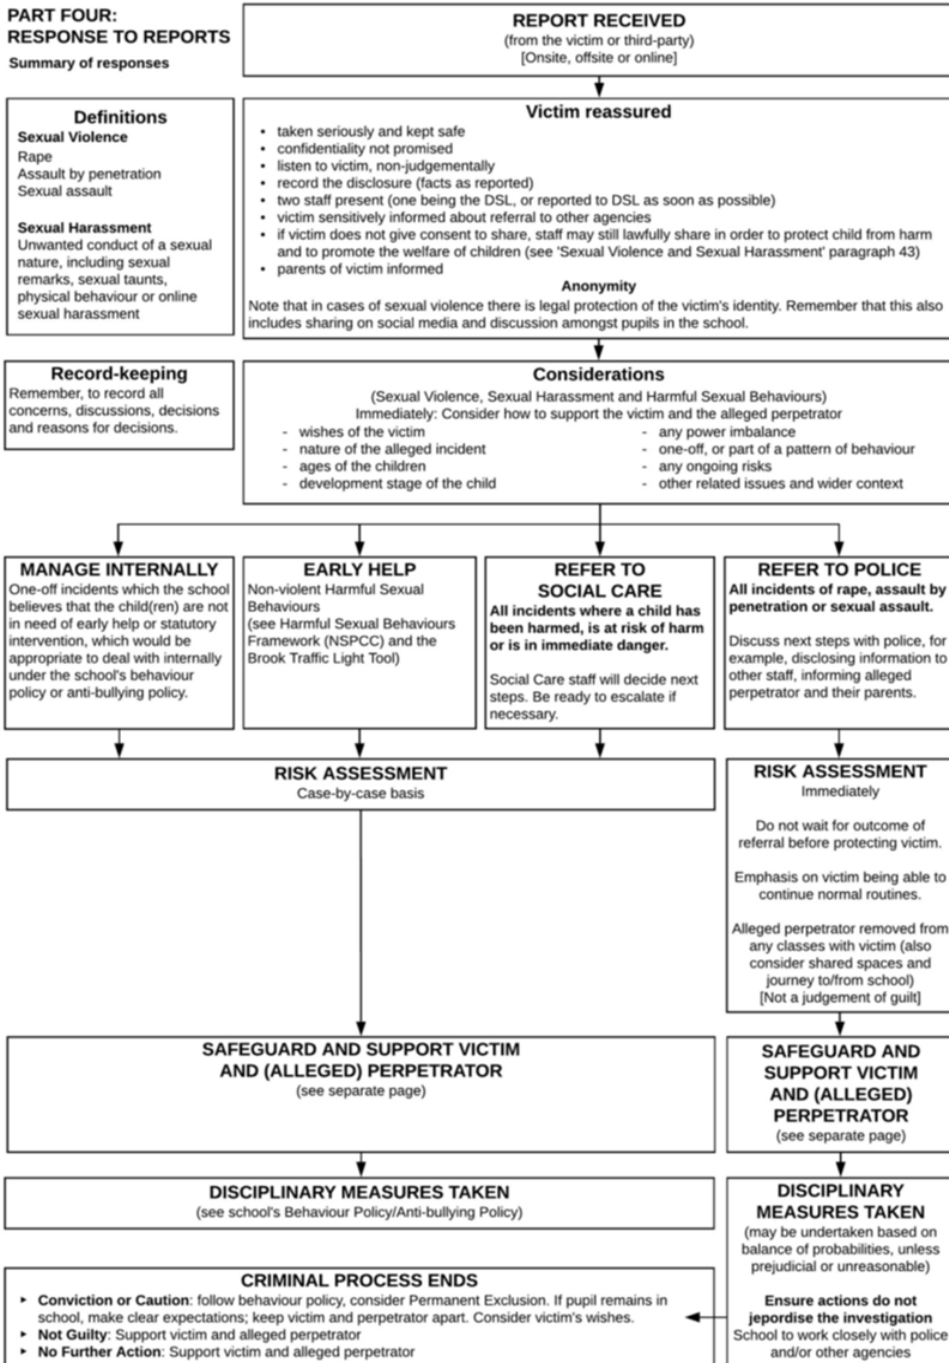 PART FOUR:
RESPONSE TO REPORTS
Summary of responses
REPORT RECEIVED
(from the victim or third-party)
[Onsite, offsite or online]
Definitions
Sexual Violence
Rape
Assault by penetration
Sexual assault
Sexual Harassment
Unwanted conduct of a sexual
nature, including sexual
remarks, sexual taunts,
physical behaviour or online
sexual harassment
Victim reassured
• taken seriously and kept safe
• confidentiality not promised
• listen to victim, non-judgementally
• record the disclosure (facts as reported)
• two staff present (one being the DSL, or reported to DSL as soon as possible)
• victim sensitively informed about referral to other agencies
• if victim does not give consent to share, staff may still lawfully share in order to protect child from harm
and to promote the welfare of children (see 'Sexual Violence and Sexual Harassment' paragraph 43)
• parents of victim informed
Anonymity
Note that in cases of sexual violence there is legal protection of the victim's identity. Remember that this also
includes sharing on social media and discussion amongst pupils in the school.
Record-keeping
Remember, to record all
concerns, discussions, decisions
and reasons for decisions.
Considerations
(Sexual Violence, Sexual Harassment and Harmful Sexual Behaviours)
Immediately: Consider how to support the victim and the alleged perpetrator
- wishes of the victim
- nature of the alleged incident
- ages of the children
- development stage of the child
- any power imbalance
- one-off, or part of a pattern of behaviour
- any ongoing risks
- other related issues and wider context
MANAGE INTERNALLY
One-off incidents which the school
believes that the child(ren) are not
in need of early help or statutory
intervention, which would be
appropriate to deal with internally
under the school's behaviour
policy or anti-bullying policy.
EARLY HELP
Non-violent Harmful Sexual
Behaviours
(see Harmful Sexual Behaviours
Framework (NSPCC) and the
Brook Traffic Light Tool)
REFER TO
SOCIAL CARE
All incidents where a child has
been harmed, is at risk of harm
or is in immediate danger.
Social Care staff will decide next
steps. Be ready to escalate if
necessary.
REFER TO POLICE
All incidents of rape, assault by
penetration or sexual assault.
Discuss next steps with police, for
example, disclosing information to
other staff, informing alleged
perpetrator and their parents.
RISK ASSESSMENT
Case-by-case basis
RISK ASSESSMENT
Immediately
Do not wait for outcome of
referral before protecting victim.
Emphasis on victim being able to
continue normal routines.
Alleged perpetrator removed from
any classes with victim (also
consider shared spaces and
journey to/from school)
[Not a judgement of guilt]
SAFEGUARD AND SUPPORT VICTIM
AND (ALLEGED) PERPETRATOR
(see separate page)
SAFEGUARD AND
SUPPORT VICTIM
AND (ALLEGED)
PERPETRATOR
(see separate page)
DISCIPLINARY MEASURES TAKEN
(see school's Behaviour Policy/Anti-bullying Policy)
DISCIPLINARY
MEASURES TAKEN
(may be undertaken based on
balance of probabilities, unless
prejudicial or unreasonable)
Ensure actions do not
jepordise the investigation
School to work closely with police
and/or other agencies
CRIMINAL PROCESS ENDS
‣ Conviction or Caution: follow behaviour policy, consider Permanent Exclusion. If pupil remains in
school, make clear expectations; keep victim and perpetrator apart. Consider victim's wishes.
‣ Not Guilty: Support victim and alleged perpetrator
‣ No Further Action: Support victim and alleged perpetrator